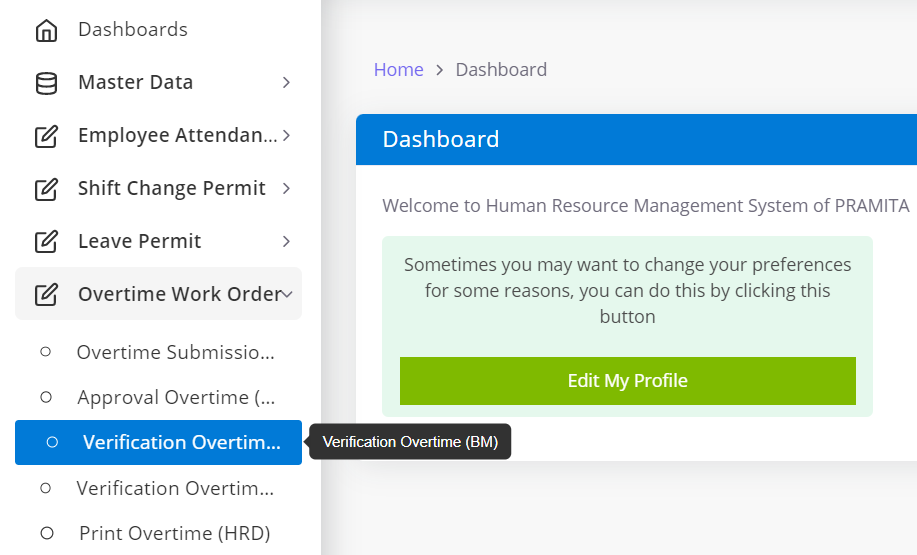 Dashboards
Master Data
Employee Attendan...
Shift Change Permit
Leave Permit
Overtime Work Order
Overtime Submissio...
Approval Overtime (...
Verification Overtim...
Verification Overtim...
Print Overtime (HRD)
Verification Overtime (BM)
Home > Dashboard
Dashboard
Welcome to Human Resource Management System of PRAMITA
Sometimes you may want to change your preferences
for some reasons, you can do this by clicking this
button
Edit My Profile